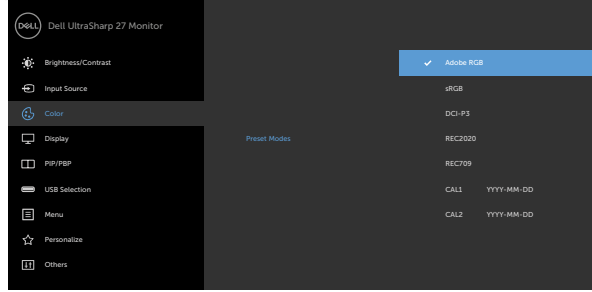 DELL Dell UltraSharp 27 Monitor
Brightness/Contrast
Adobe RGB
Input Source
sRGB
Color
DCI-P3
Display
Preset Modes
REC2020
PIP/PBP
REC709
USB Selection
CAL1 YYYY-MM-DD
Menu
CAL2 YYYY-MM-DD
Personalize
Others